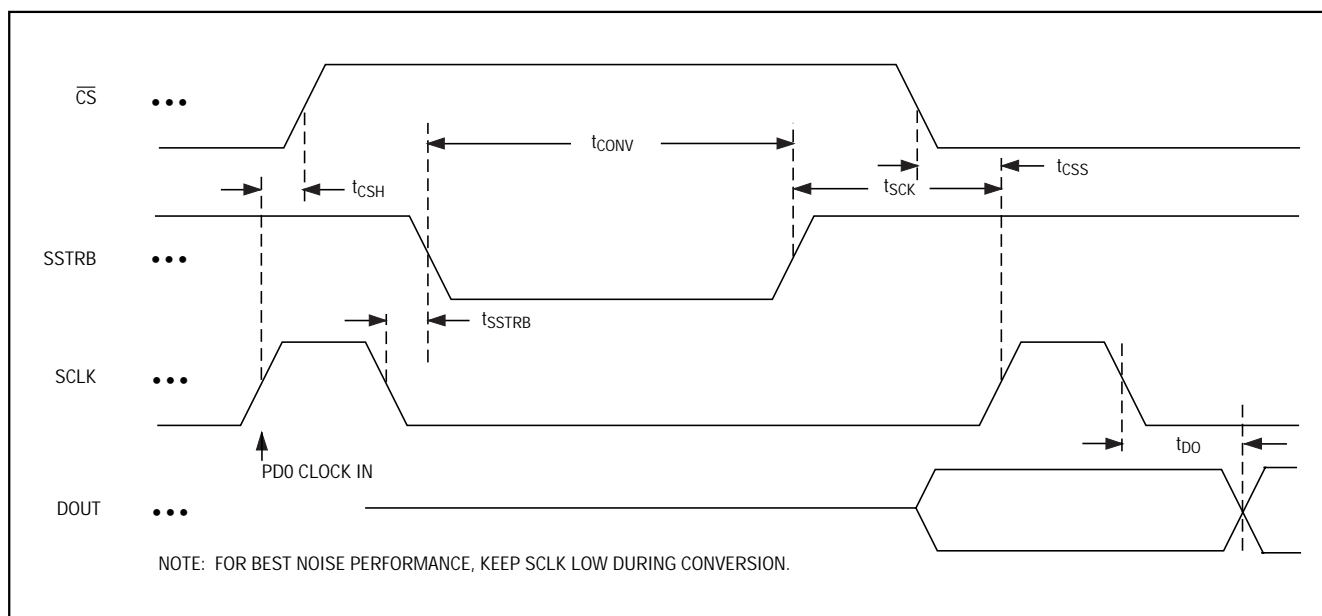 CS
tCONV
tCSS
tCSH
tSCK
SSTRB
tSSTRB
SCLK
tDO
PD0 CLOCK IN
DOUT
NOTE: FOR BEST NOISE PERFORMANCE, KEEP SCLK LOW DURING CONVERSION.